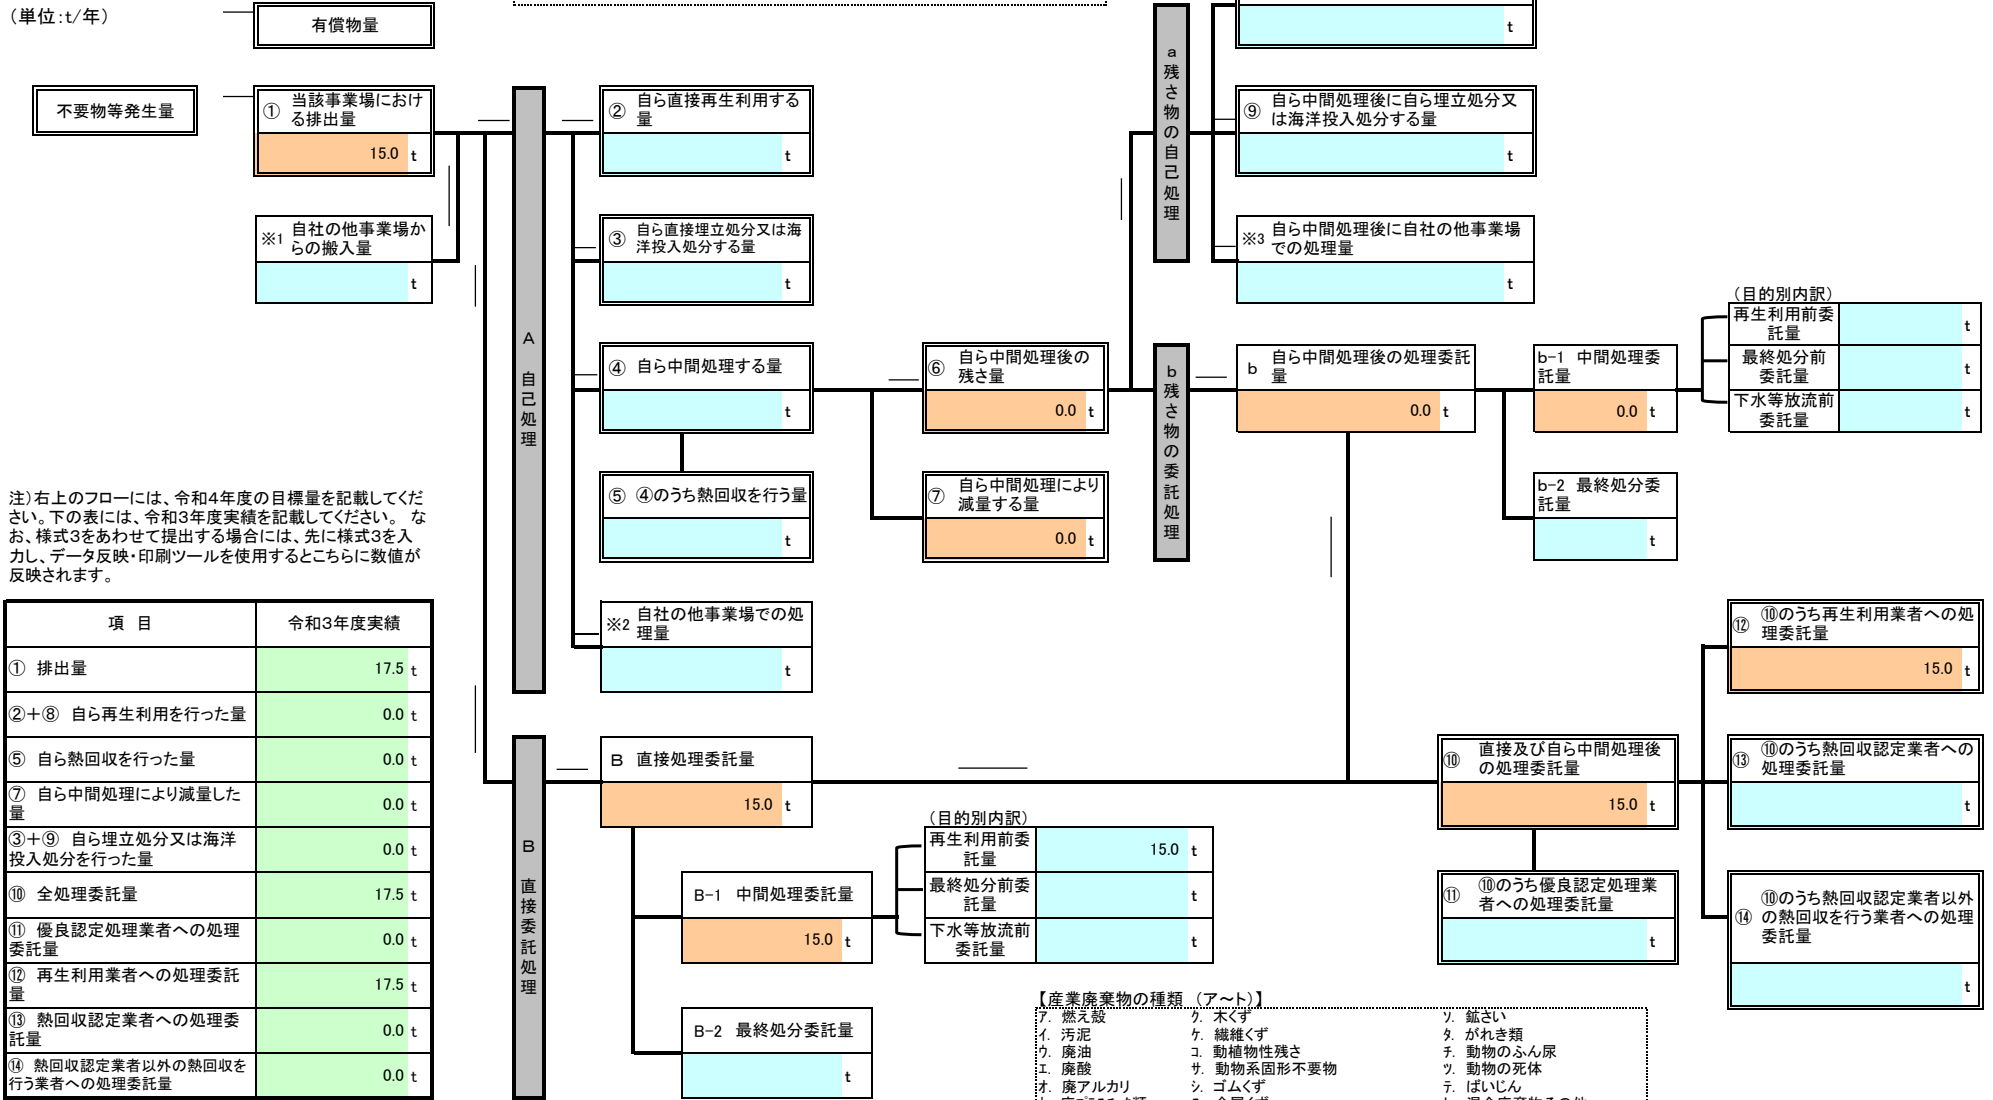 （単位:t/年）
有償物量
t
不要物等発生量
① 当該事業場におけ
る排出量
15.0 t
※1 自社の他事業場か
らの搬入量
t
A 自己処理
② 自ら直接再生利用する
量
t
③ 自ら直接埋立処分又は海
洋投入処分する量
t
④ 自ら中間処理する量
t
⑤ ④のうち熱回収を行う量
t
※2 自社の他事業場での処
理量
t
⑥ 自ら中間処理後の
残さ量
0.0 t
⑦ 自ら中間処理により
減量する量
0.0 t
a 残さ物の自己処理
⑨ 自ら中間処理後に自ら埋立処分又
は海洋投入処分する量
t
※3 自ら中間処理後に自社の他事業場
での処理量
t
b 残さ物の委託処理
b 自ら中間処理後の処理委託
量
0.0 t
b-1 中間処理委
託量
0.0 t
b-2 最終処分委
託量
t
（目的別内訳）
再生利用前委
託量
t
最終処分前
委託量
t
下水等放流前
委託量
t
注）右上のフローには、令和4年度の目標量を記載してくだ
さい。下の表には、令和3年度実績を記載してください。 な
お、様式3をあわせて提出する場合には、先に様式3を入
力し、データ反映・印刷ツールを使用するとこちらに数値が
反映されます。
項 目 令和3年度実績
① 排出量 17.5 t
②＋⑧ 自ら再生利用を行った量 0.0 t
⑤ 自ら熱回収を行った量 0.0 t
⑦ 自ら中間処理により減量した
量 0.0 t
③＋⑨ 自ら埋立処分又は海洋
投入処分を行った量 0.0 t
⑩ 全処理委託量 17.5 t
⑪ 優良認定処理業者への処理
委託量 0.0 t
⑫ 再生利用業者への処理委託
量 17.5 t
⑬ 熱回収認定業者への処理委
託量 0.0 t
⑭ 熱回収認定業者以外の熱回収を
行う業者への処理委託量 0.0 t
B 直接委託処理
B 直接処理委託量
15.0 t
B-1 中間処理委託量
15.0 t
B-2 最終処分委託量
t
（目的別内訳）
再生利用前委
託量
15.0 t
最終処分前委
託量
t
下水等放流前
委託量
t
⑩ 直接及び自ら中間処理後
の処理委託量
15.0 t
⑪ ⑩のうち優良認定処理業
者への処理委託量
t
⑫ ⑩のうち再生利用業者への処
理委託量
15.0 t
⑬ ⑩のうち熱回収認定業者への
処理委託量
t
⑭ ⑩のうち熱回収認定業者以外
の熱回収を行う業者への処理
委託量
t
【産業廃棄物の種類 （ア～ト）】
ア. 燃え殻 ク. 木くず ソ. 鉱さい
イ. 汚泥 ケ. 繊維くず タ. がれき類
ウ. 廃油 コ. 動植物性残さ チ. 動物のふん尿
エ. 廃酸 サ. 動物系固形不要物 ツ. 動物の死体
オ. 廃アルカリ シ. ゴムくず テ. ばいじん